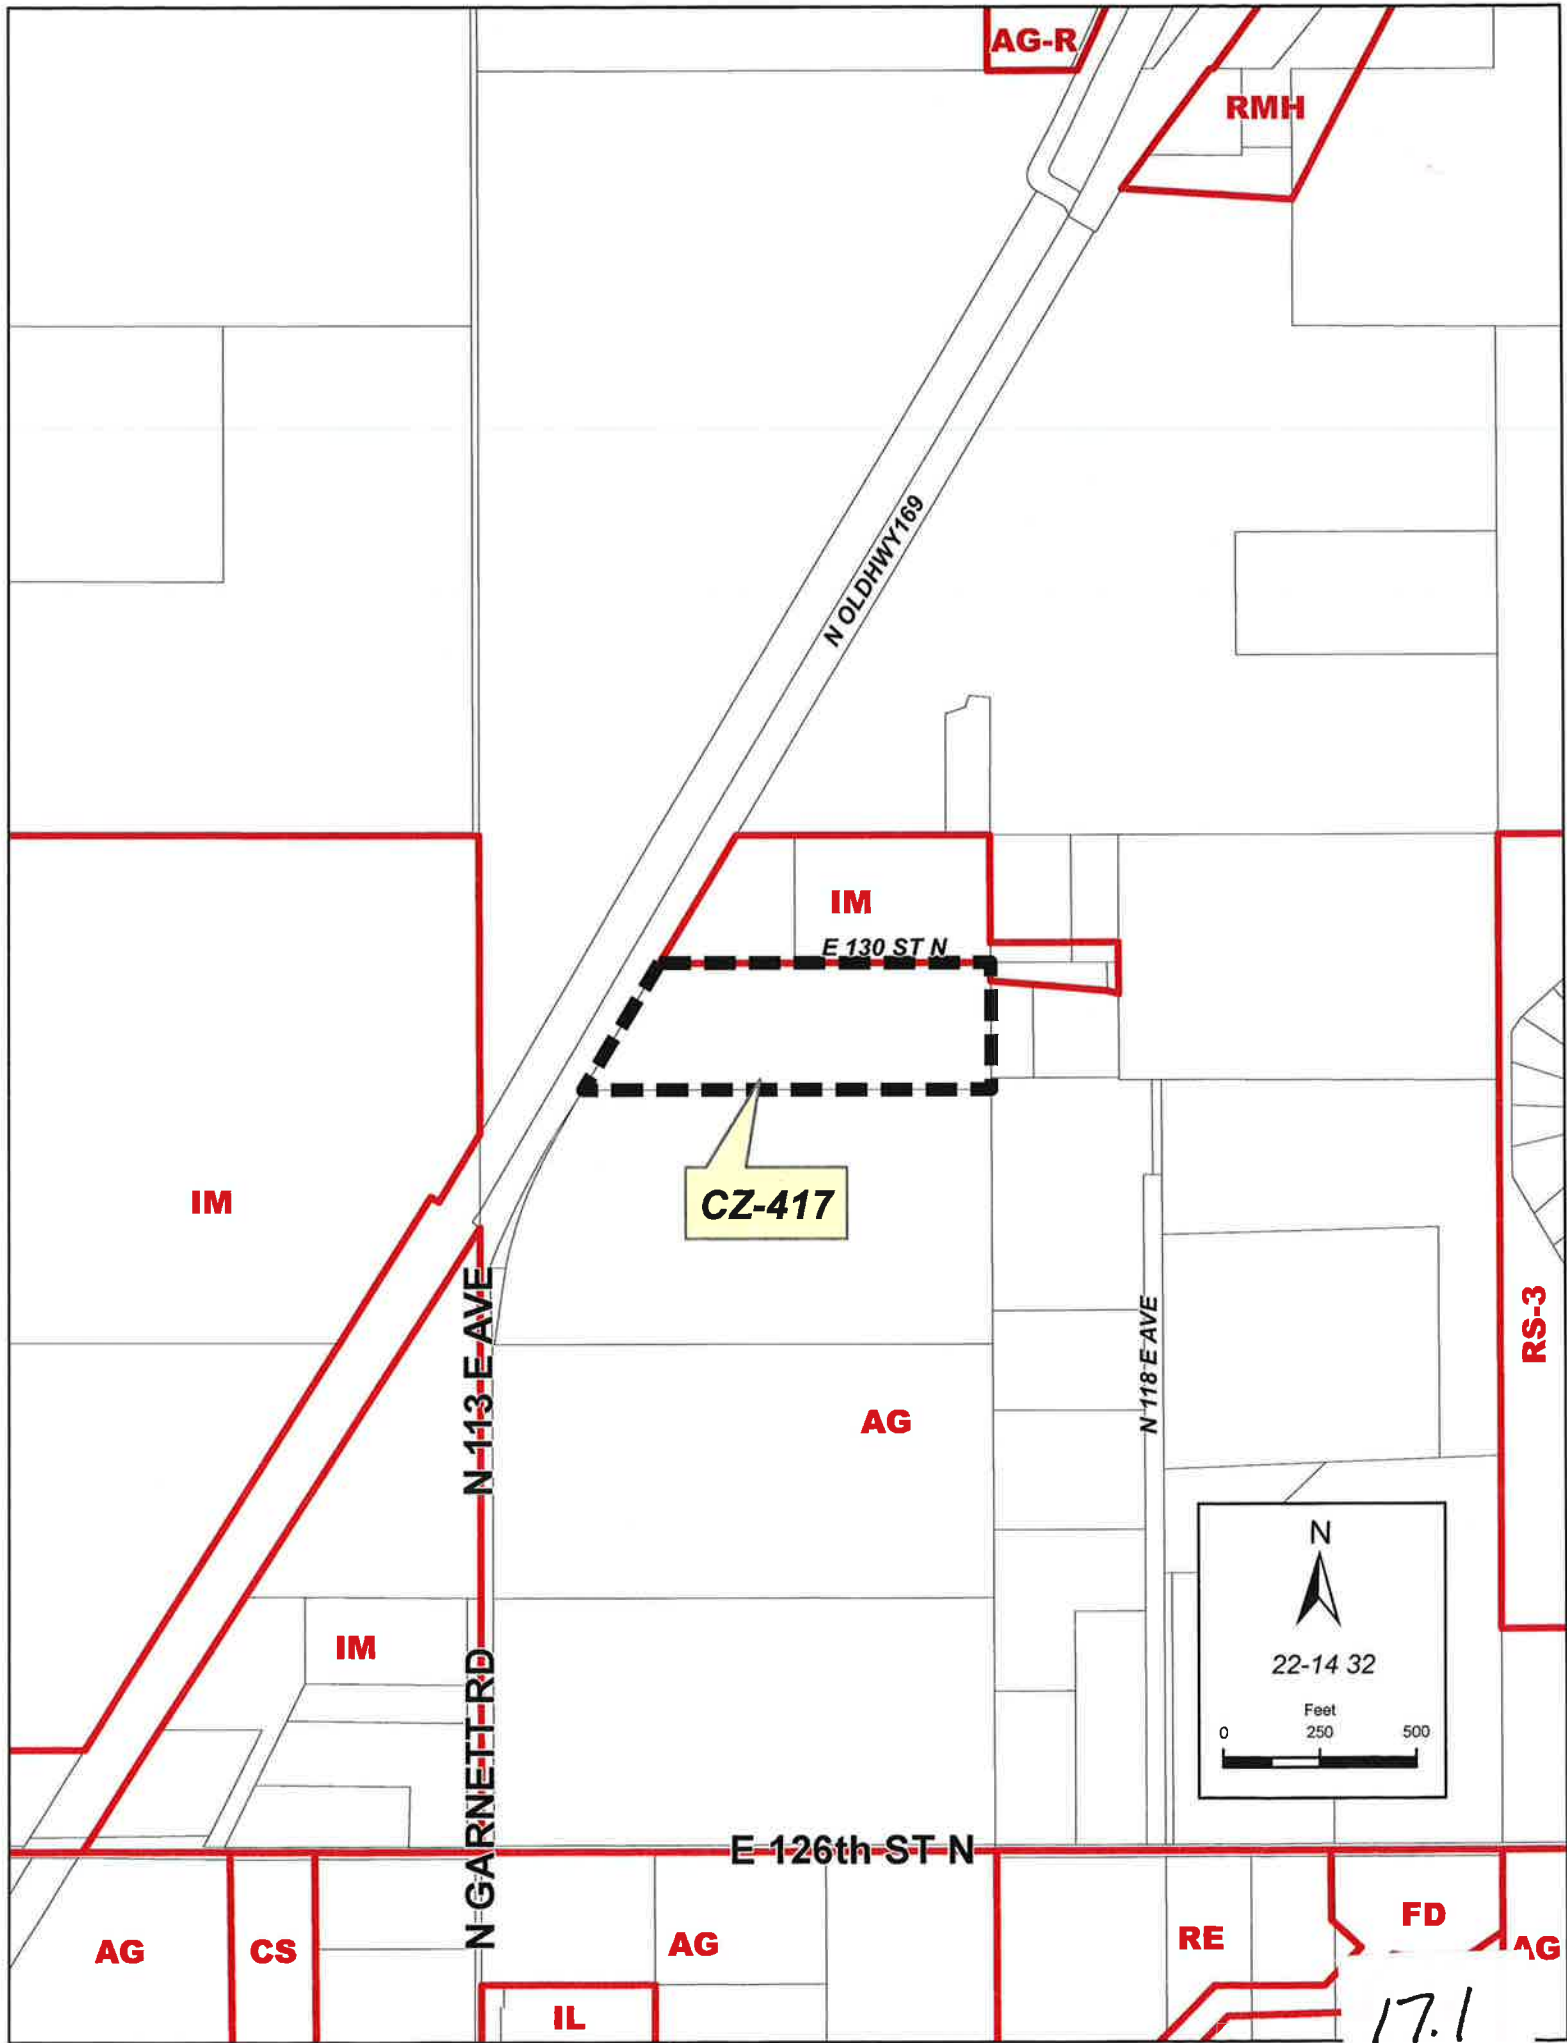 AG-R
RMH
N OLDHWY169
IM
E 130 ST N
CZ-417
IM
N 113 E AVE
N 118 E AVE
RS-3
AG
N
22-14 32
Feet
0 250 500
IM
N GARNETT RD
E 126th ST N
AG
CS
AG
RE
FD
AG
IL
17.1